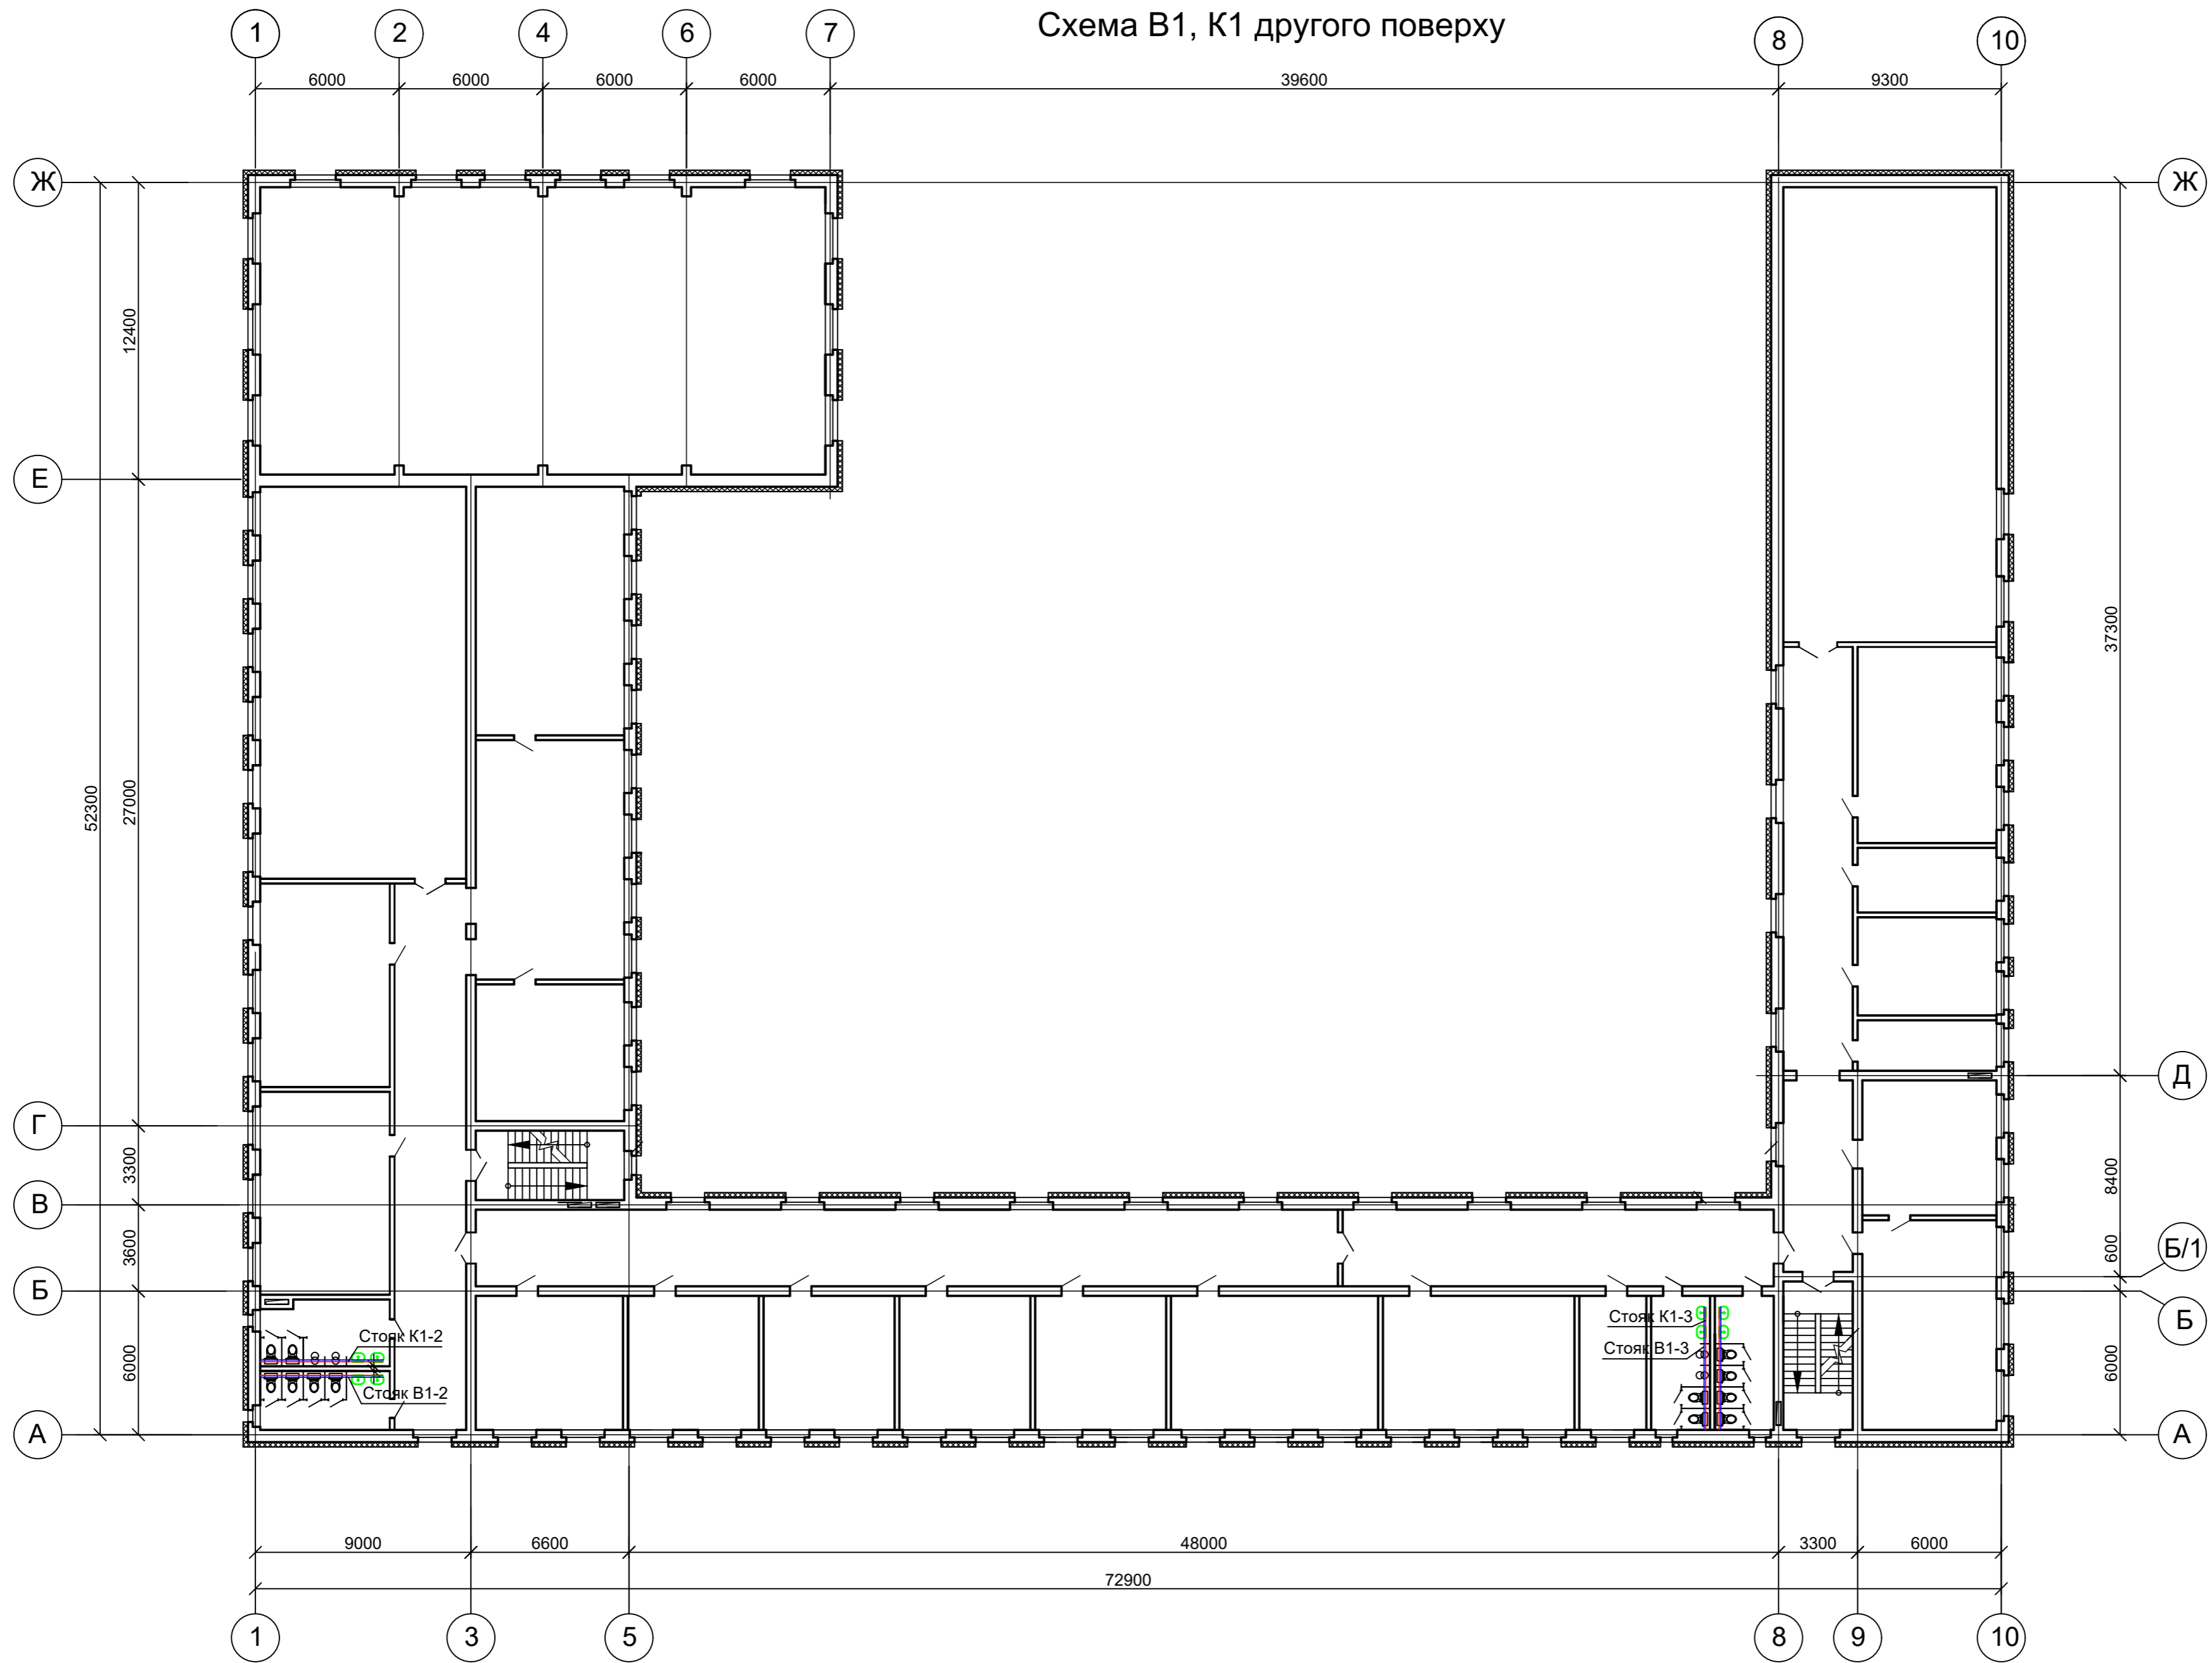 Схема В1, К1 другого поверху
1
2
4
6
7
8
10
6000
6000
6000
6000
39600
9300
Ж
Ж
12400
Е
37300
52300
27000
Д
Г
3300
8400
В
3600
600
Б/1
Б
Б
Стояк К1-2
Стояк К1-3
Стояк В1-3
6000
6000
Стояк В1-2
А
А
9000
6600
48000
3300
6000
72900
1
3
5
8
9
10